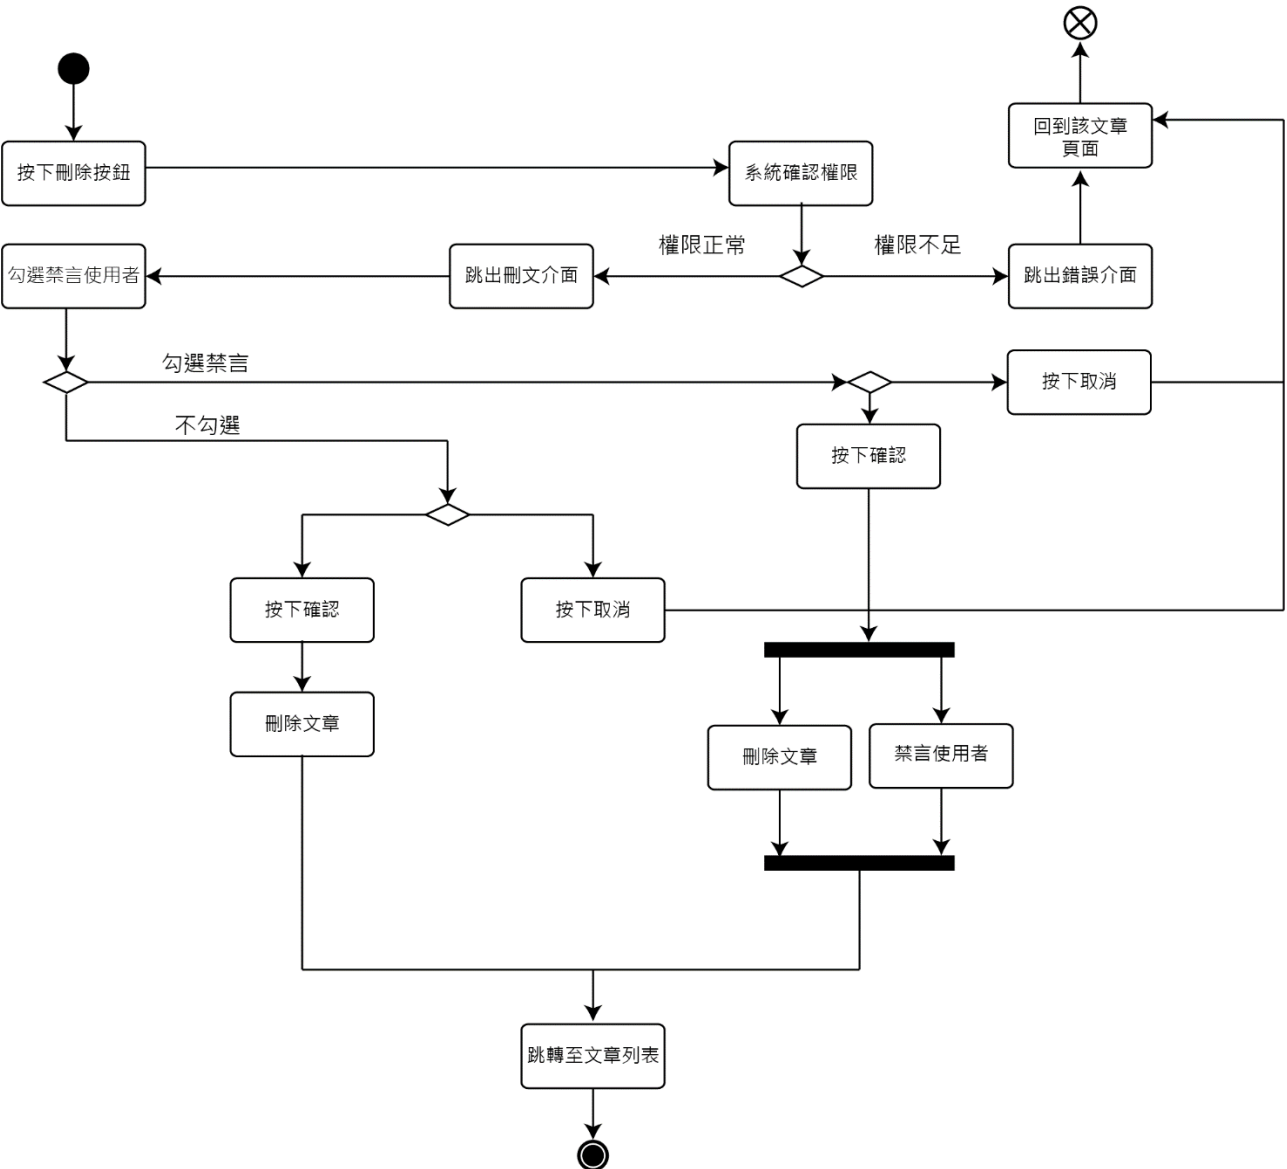 回到該文章
頁面
按下刪除按鈕
系統確認權限
權限正常
權限不足
勾選禁言使用者
跳出刪文介面
跳出錯誤介面
勾選禁言
按下取消
不勾選
按下確認
按下確認
按下取消
刪除文章
刪除文章
禁言使用者
跳轉至文章列表